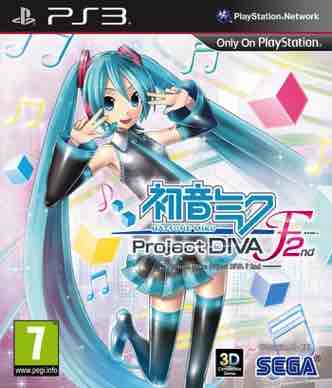 PS3
PlayStation®Network
Only On PlayStation®
初音ミク
HATSUNE MIKU
Project DIVA F 2nd
7
www.pegi.info
3D
Compatible
SEGA